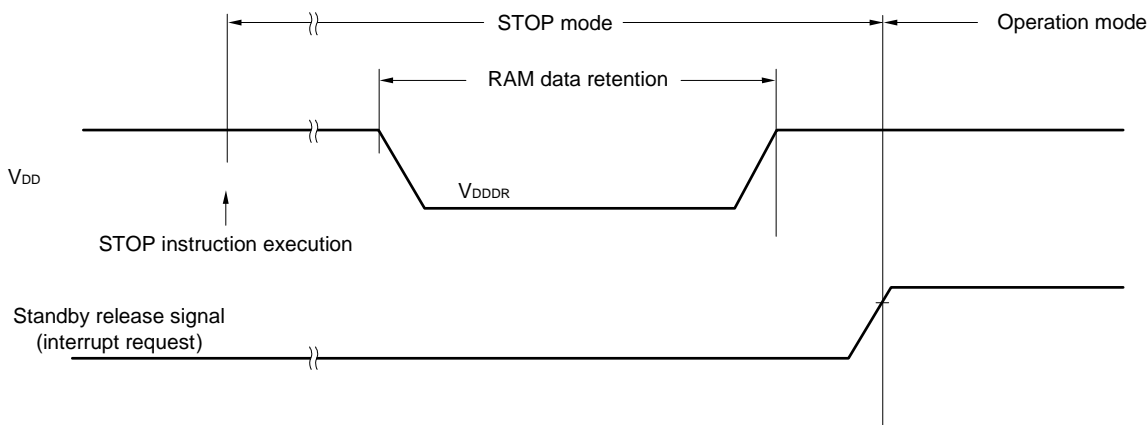 STOP mode
Operation mode
RAM data retention
VDD
VDDDR
STOP instruction execution
Standby release signal
(interrupt request)